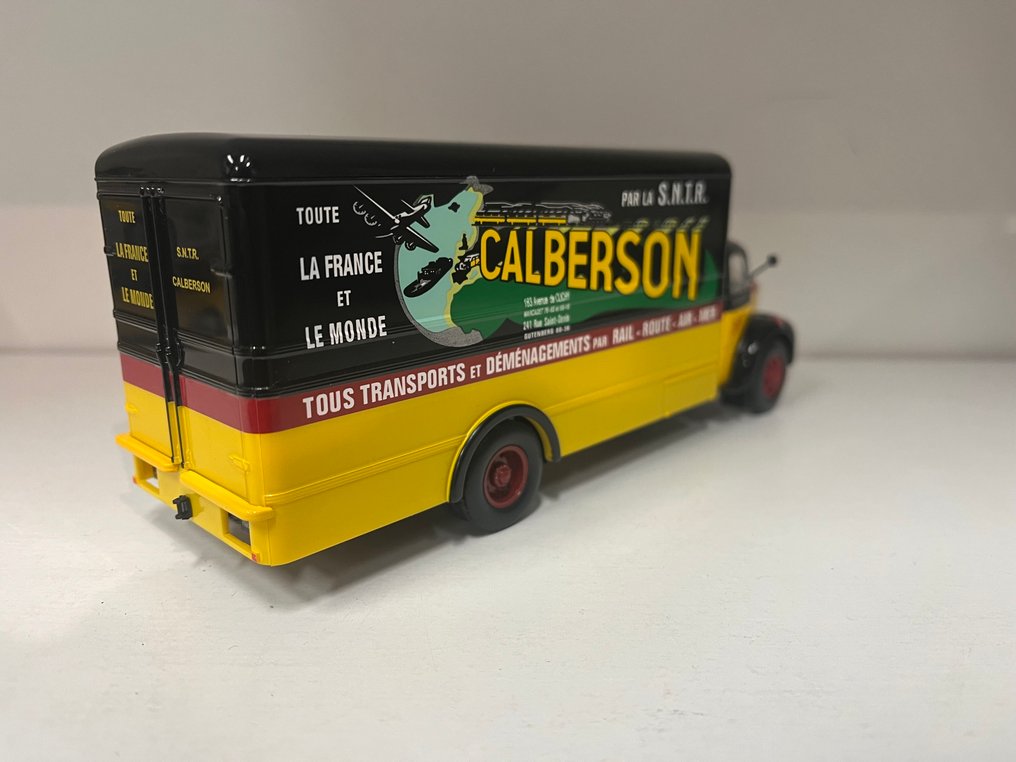 TOUTE
LA FRANCE
ET
LE MONDE
S.N.T.R.
CALBERSON
TOUTE
LA FRANCE
ET
LE MONDE
PAR LA S.N.T.R.
CALBERSON
183 Avenue de CLICHY
241 Rue Saint-Denis
TOUS TRANSPORTS ET DÉMÉNAGEMENTS PAR RAIL - ROUTE - AIR - MER